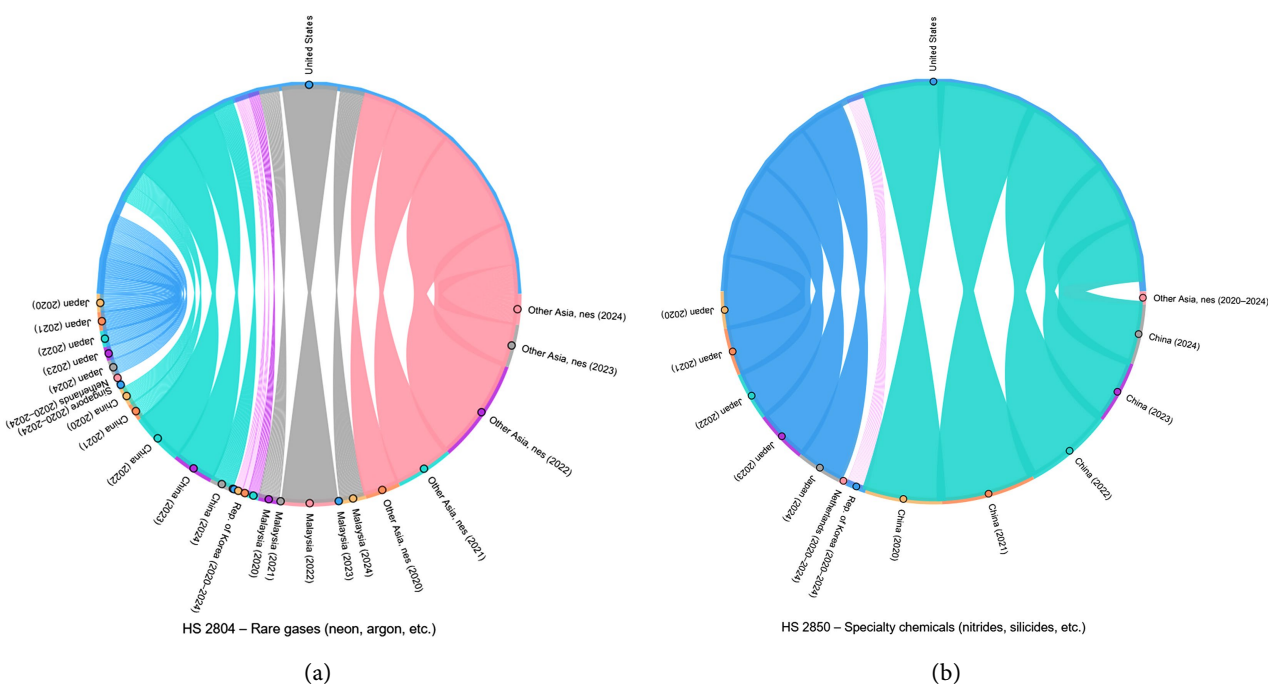 United States
Other Asia, nes (2024)
Other Asia, nes (2023)
Other Asia, nes (2022)
Other Asia, nes (2021)
Other Asia, nes (2020)
Malaysia (2024)
Malaysia (2023)
Malaysia (2022)
Malaysia (2021)
Malaysia (2020)
Rep. of Korea (2020–2024)
China (2024)
China (2023)
China (2022)
China (2021)
China (2020)
Singapore (2020–2024)
Netherlands (2020–2024)
Japan (2024)
Japan (2023)
Japan (2022)
Japan (2021)
Japan (2020)
HS 2804 – Rare gases (neon, argon, etc.)
(a)
United States
Other Asia, nes (2020–2024)
China (2024)
China (2023)
China (2022)
China (2021)
China (2020)
Rep. of Korea (2020–2024)
Netherlands (2020–2024)
Japan (2024)
Japan (2023)
Japan (2022)
Japan (2021)
Japan (2020)
HS 2850 – Specialty chemicals (nitrides, silicides, etc.)
(b)